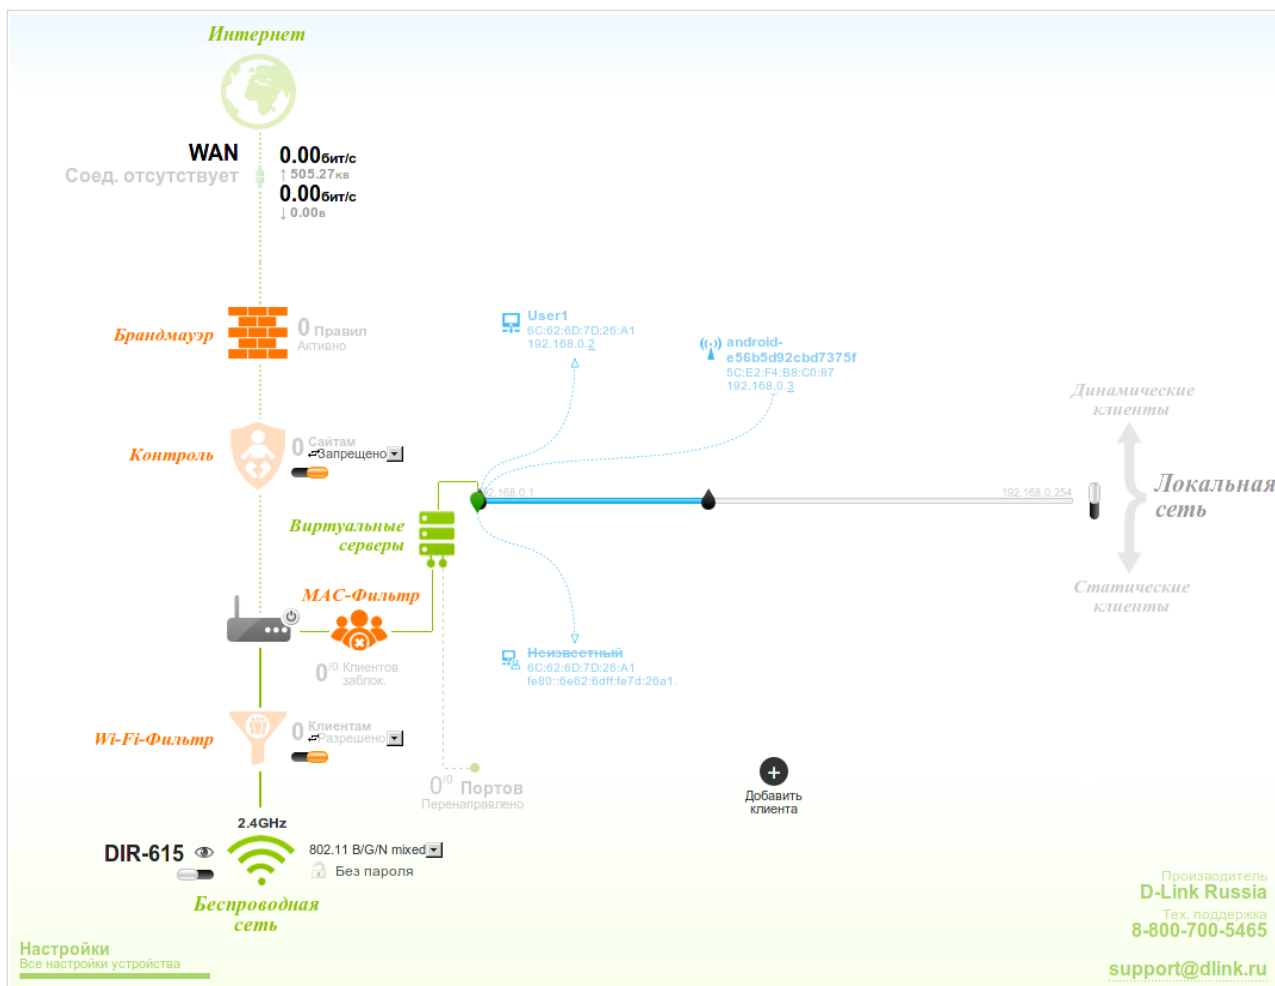 Интернет
WAN
Соед. отсутствует
0.00бит/с
↑ 505.27кв
0.00бит/с
↓ 0.00в
Брандмауэр
0 Правил
Активно
User1
6C:62:6D:7D:26:A1
192.168.0.2
android-
e56b5d92cbd7375f
5C:E2:F4:B8:C0:87
192.168.0.3
Динамические
клиенты
Контроль
0 Сайтам
Запрещено
192.168.0.254
Локальная
сеть
Виртуальные
серверы
Статические
клиенты
MAC-Фильтр
0/0 Клиентов
заблок.
Неизвестный
6C:62:6D:7D:26:A1
fe80::6e62:6dff:fe7d:26a1.
Wi-Fi-Фильтр
0 Клиентам
Разрешено
0/0 Портов
Перенаправлено
Добавить
клиента
2.4GHz
DIR-615
802.11 B/G/N mixed
Без пароля
Беспроводная
сеть
Производитель
D-Link Russia
Тех. поддержка
8-800-700-5465
support@dlink.ru
Настройки
Все настройки устройства